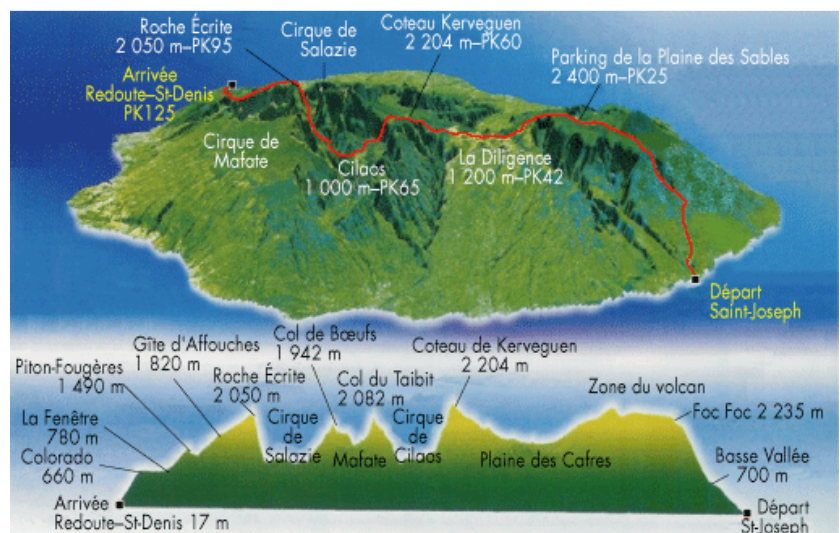 Roche Écrite
2 050 m–PK95
Cirque de
Salazie
Coteau Kerveguen
2 204 m–PK60
Parking de la Plaine des Sables
2 400 m–PK25
Arrivée
Redoute–St-Denis
PK125
Cirque de
Mafate
Cilaos
1 000 m–PK65
La Diligence
1 200 m–PK42
Départ
Saint-Joseph
Piton-Fougères
1 490 m
Gîte d'Affouches
1 820 m
Roche Écrite
2 050 m
Col de Bœufs
1 942 m
Col du Taibit
2 082 m
Coteau de Kerveguen
2 204 m
Zone du volcan
Foc Foc 2 235 m
La Fenêtre
780 m
Colorado
660 m
Cirque
de
Salazie
Mafate
Cirque
de
Cilaos
Plaine des Cafres
Basse Vallée
700 m
Arrivée
Redoute–St-Denis 17 m
Départ
St-Joseph